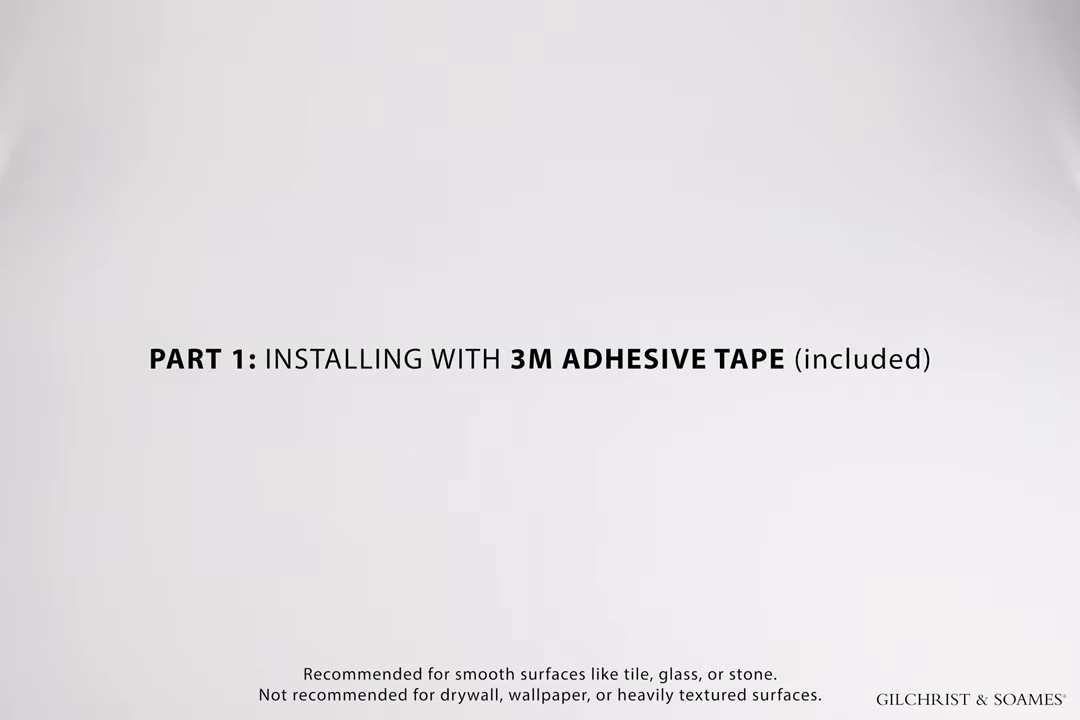 PART 1: INSTALLING WITH 3M ADHESIVE TAPE (included)
Recommended for smooth surfaces like tile, glass, or stone.
Not recommended for drywall, wallpaper, or heavily textured surfaces.
GILCHRIST & SOAMES®